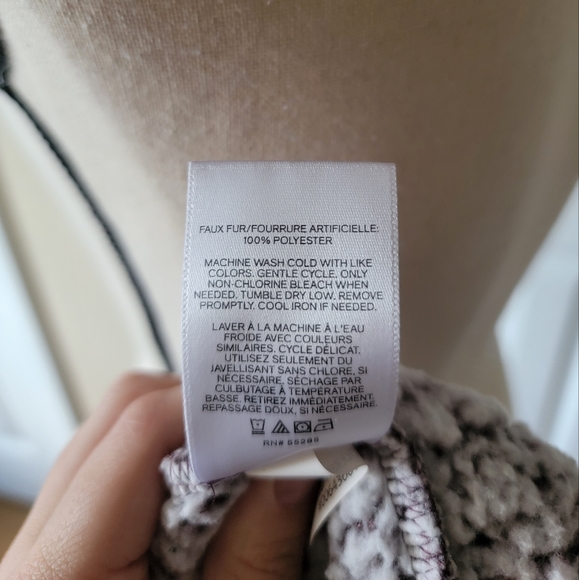 FAUX FUR/FOURRURE ARTIFICIELLE:
100% POLYESTER
MACHINE WASH COLD WITH LIKE
COLORS. GENTLE CYCLE. ONLY
NON-CHLORINE BLEACH WHEN
NEEDED. TUMBLE DRY LOW. REMOVE
PROMPTLY. COOL IRON IF NEEDED.
LAVER À LA MACHINE À L'EAU
FROIDE AVEC COULEURS
SIMILAIRES. CYCLE DÉLICAT.
UTILISEZ SEULEMENT DU
JAVELLISANT SANS CHLORE, SI
NÉCESSAIRE. SÉCHAGE PAR
CULBUTAGE À TEMPÉRATURE
BASSE. RETIREZ IMMÉDIATEMENT.
REPASSAGE DOUX, SI NÉCESSAIRE.
RN# 55285